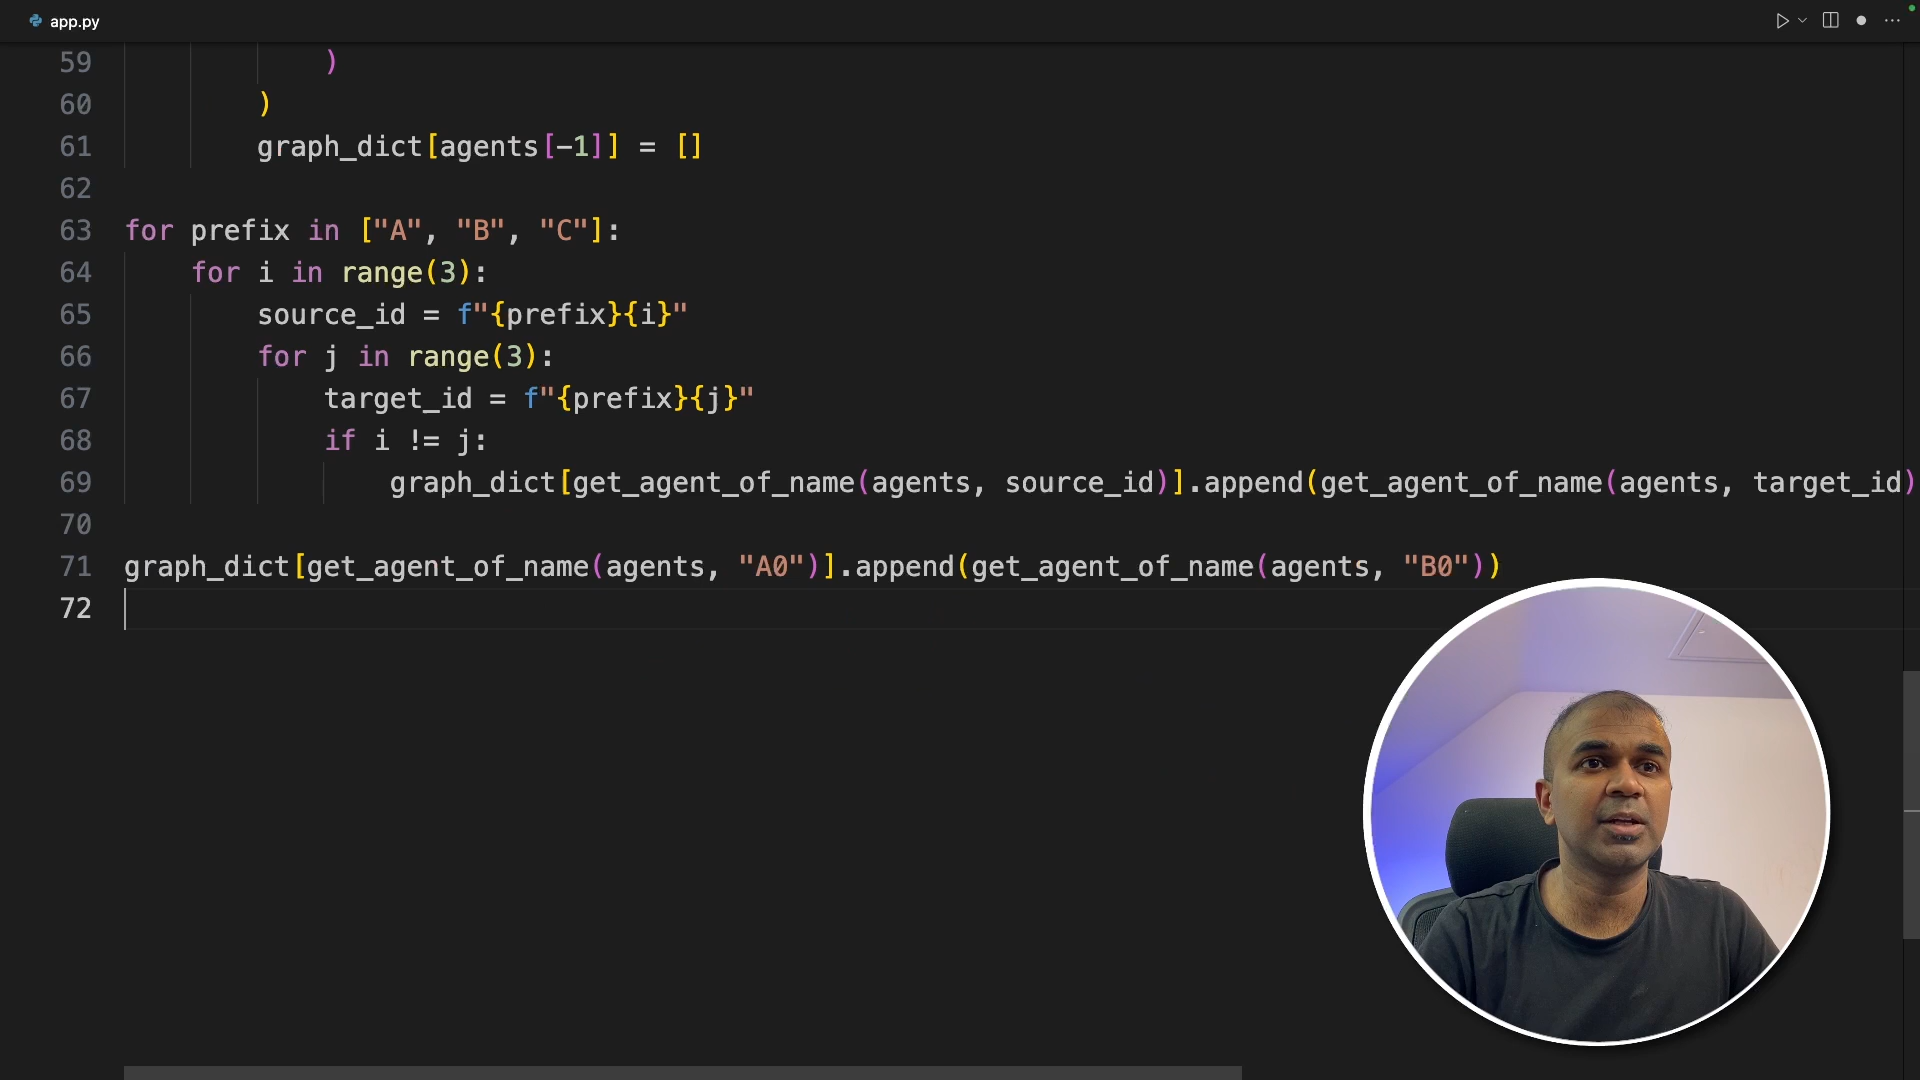 app.py
59 )
60 )
61 graph_dict[agents[-1]] = []
62
63 for prefix in ["A", "B", "C"]:
64 for i in range(3):
65 source_id = f"{prefix}{i}"
66 for j in range(3):
67 target_id = f"{prefix}{j}"
68 if i != j:
69 graph_dict[get_agent_of_name(agents, source_id)].append(get_agent_of_name(agents, target_id)
70
71 graph_dict[get_agent_of_name(agents, "A0")].append(get_agent_of_name(agents, "B0"))
72